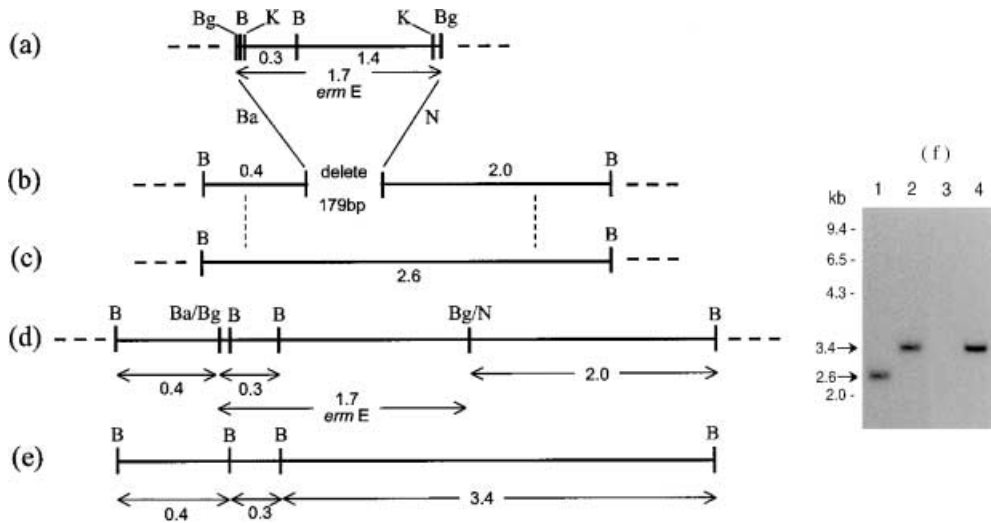 (a)
Bg B K B K Bg
0.3 1.4
1.7
erm E
Ba N
(b)
B 0.4 delete 2.0 B
179bp
(c)
B B
2.6
(d)
B Ba/Bg B B Bg/N B
0.4 0.3 2.0
1.7
erm E
(e)
B B B B
0.4 0.3 3.4
(f)
kb 1 2 3 4
9.4 -
6.5 -
4.3 -
3.4
2.6
2.0 -